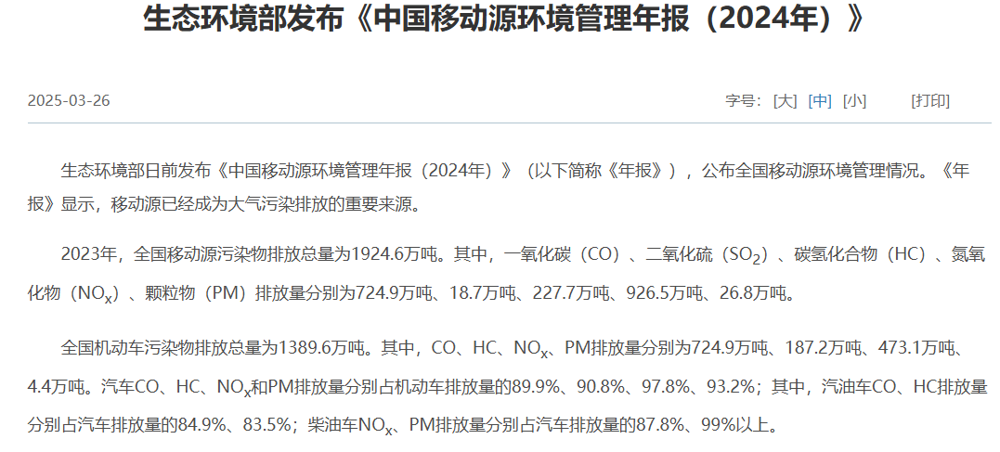 生态环境部发布《中国移动源环境管理年报（2024年）》
2025-03-26 字号： [大] [中] [小] [打印]
生态环境部日前发布《中国移动源环境管理年报（2024年）》（以下简称《年报》），公布全国移动源环境管理情况。《年
报》显示，移动源已经成为大气污染排放的重要来源。
2023年，全国移动源污染物排放总量为1924.6万吨。其中，一氧化碳（CO）、二氧化硫（SO2）、碳氢化合物（HC）、氮氧
化物（NOx）、颗粒物（PM）排放量分别为724.9万吨、18.7万吨、227.7万吨、926.5万吨、26.8万吨。
全国机动车污染物排放总量为1389.6万吨。其中，CO、HC、NOx、PM排放量分别为724.9万吨、187.2万吨、473.1万吨、
4.4万吨。汽车CO、HC、NOx和PM排放量分别占机动车排放量的89.9%、90.8%、97.8%、93.2%；其中，汽油车CO、HC排放量
分别占汽车排放量的84.9%、83.5%；柴油车NOx、PM排放量分别占汽车排放量的87.8%、99%以上。